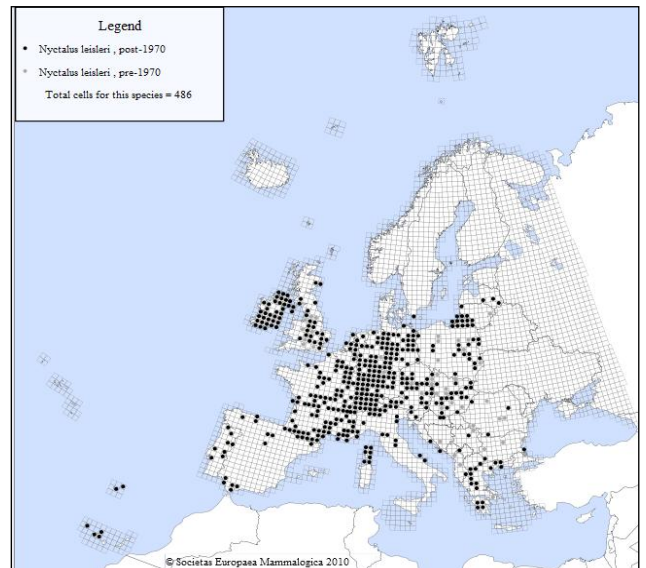 Legend
Nyctalus leisleri , post-1970
Nyctalus leisleri , pre-1970
Total cells for this species = 486
© Societas Europaea Mammalogica 2010